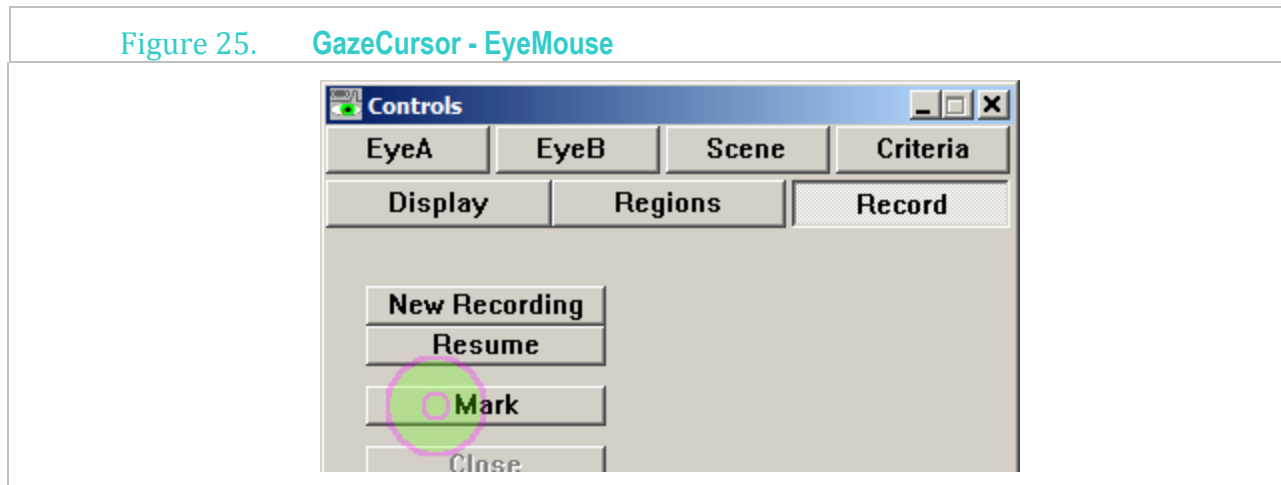 Figure 25. GazeCursor - EyeMouse
Controls
EyeA EyeB Scene Criteria
Display Regions Record
New Recording
Resume
Mark
Close